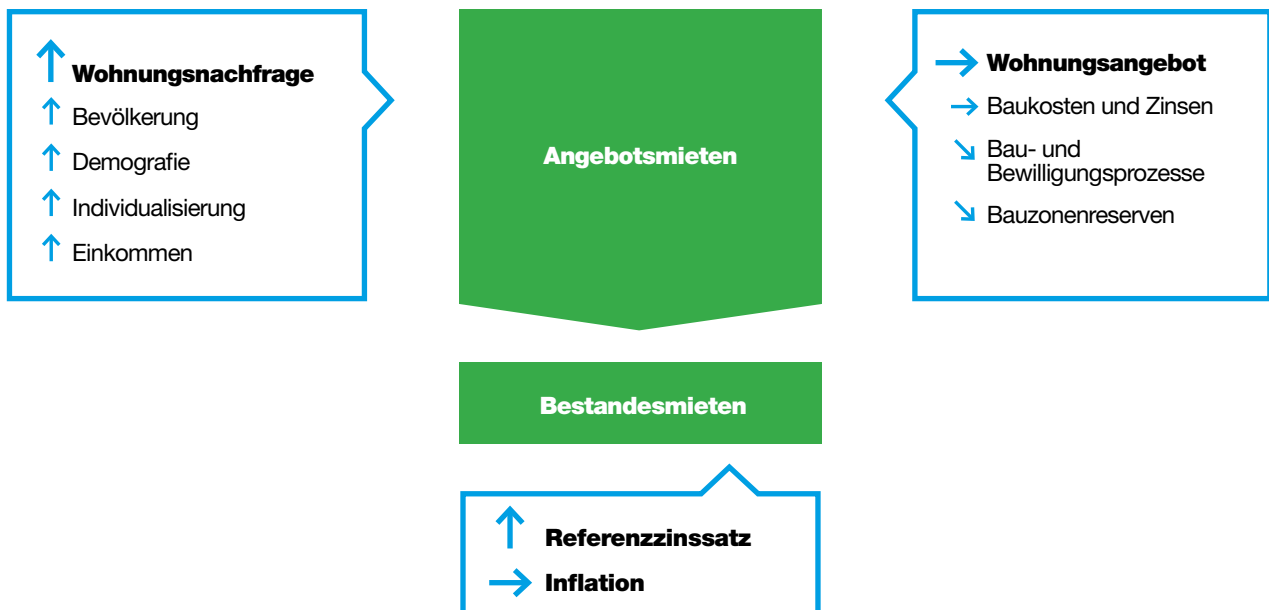 Wohnungsnachfrage
Bevölkerung
Demografie
Individualisierung
Einkommen
Angebotsmieten
Wohnungsangebot
Baukosten und Zinsen
Bau- und
Bewilligungsprozesse
Bauzonenreserven
Bestandesmieten
Referenzzinssatz
Inflation